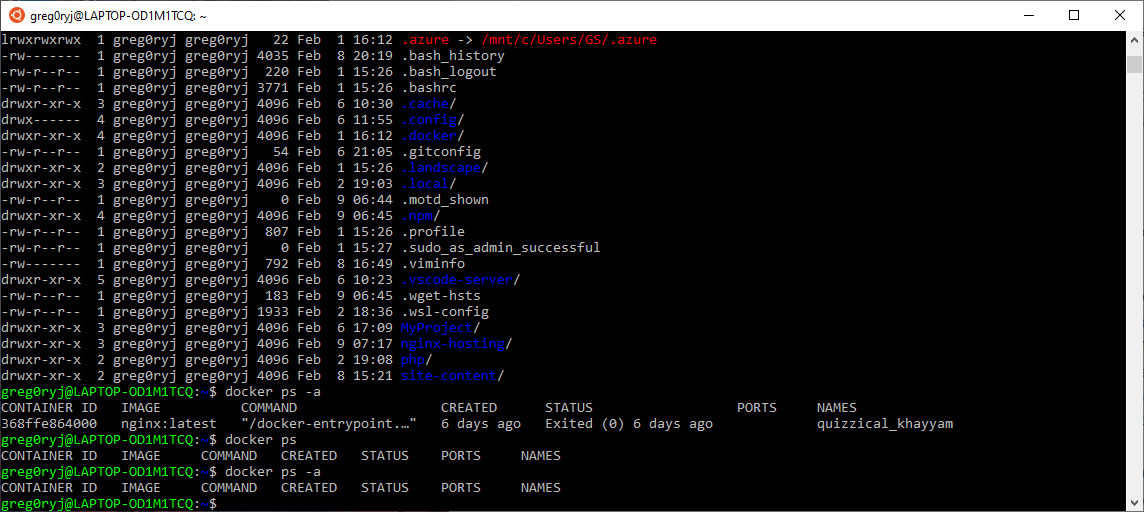 greg0ryj@LAPTOP-OD1M1TCQ: ~
lrwxrwxrwx  1 greg0ryj greg0ryj   22 Feb  1 16:12 .azure -> /mnt/c/Users/GS/.azure
-rw-------  1 greg0ryj greg0ryj 4035 Feb  8 20:19 .bash_history
-rw-r--r--  1 greg0ryj greg0ryj  220 Feb  1 15:26 .bash_logout
-rw-r--r--  1 greg0ryj greg0ryj 3771 Feb  1 15:26 .bashrc
drwxr-xr-x  3 greg0ryj greg0ryj 4096 Feb  6 10:30 .cache/
drwx------  4 greg0ryj greg0ryj 4096 Feb  6 11:55 .config/
drwxr-xr-x  4 greg0ryj greg0ryj 4096 Feb  1 16:12 .docker/
-rw-r--r--  1 greg0ryj greg0ryj   54 Feb  6 21:05 .gitconfig
drwxr-xr-x  2 greg0ryj greg0ryj 4096 Feb  1 15:26 .landscape/
drwxr-xr-x  3 greg0ryj greg0ryj 4096 Feb  2 19:03 .local/
-rw-r--r--  1 greg0ryj greg0ryj    0 Feb  9 06:44 .motd_shown
drwxr-xr-x  4 greg0ryj greg0ryj 4096 Feb  9 06:45 .npm/
-rw-r--r--  1 greg0ryj greg0ryj  807 Feb  1 15:26 .profile
-rw-r--r--  1 greg0ryj greg0ryj    0 Feb  1 15:27 .sudo_as_admin_successful
-rw-------  1 greg0ryj greg0ryj  792 Feb  8 16:49 .viminfo
drwxr-xr-x  5 greg0ryj greg0ryj 4096 Feb  6 10:23 .vscode-server/
-rw-r--r--  1 greg0ryj greg0ryj  183 Feb  9 06:45 .wget-hsts
-rw-r--r--  1 greg0ryj greg0ryj 1933 Feb  2 18:36 .wsl-config
drwxr-xr-x  3 greg0ryj greg0ryj 4096 Feb  6 17:09 MyProject/
drwxr-xr-x  3 greg0ryj greg0ryj 4096 Feb  9 07:17 nginx-hosting/
drwxr-xr-x  2 greg0ryj greg0ryj 4096 Feb  2 19:08 php/
drwxr-xr-x  2 greg0ryj greg0ryj 4096 Feb  8 15:21 site-content/
greg0ryj@LAPTOP-OD1M1TCQ:~$ docker ps -a
CONTAINER ID   IMAGE          COMMAND                  CREATED      STATUS                  PORTS     NAMES
368ffe864000   nginx:latest   "/docker-entrypoint.…"   6 days ago   Exited (0) 6 days ago             quizzical_khayyam
greg0ryj@LAPTOP-OD1M1TCQ:~$ docker ps
CONTAINER ID   IMAGE     COMMAND   CREATED   STATUS    PORTS     NAMES
greg0ryj@LAPTOP-OD1M1TCQ:~$ docker ps -a
CONTAINER ID   IMAGE     COMMAND   CREATED   STATUS    PORTS     NAMES
greg0ryj@LAPTOP-OD1M1TCQ:~$